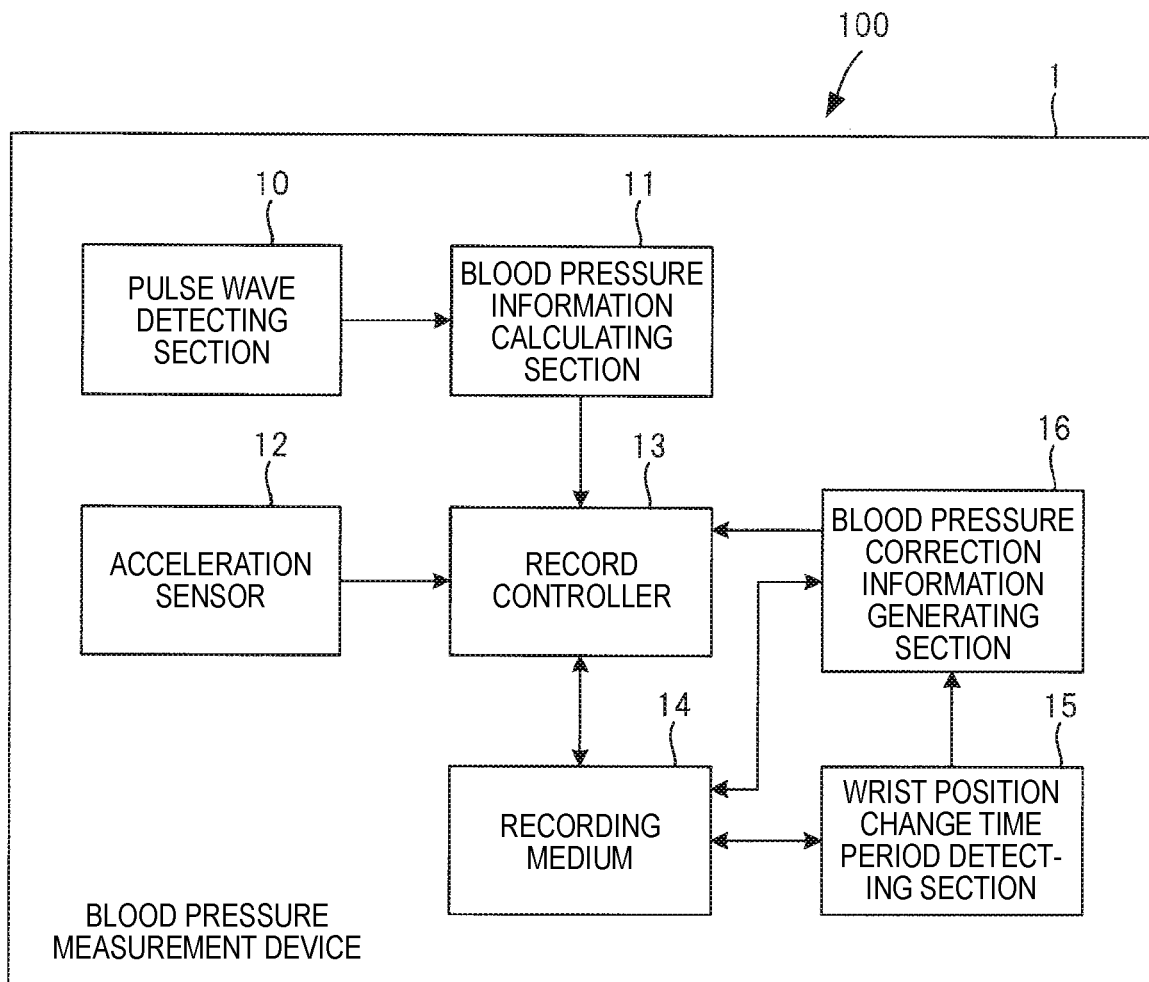 100
1
10
PULSE WAVE
DETECTING
SECTION
11
BLOOD PRESSURE
INFORMATION
CALCULATING
SECTION
12
ACCELERATION
SENSOR
13
RECORD
CONTROLLER
16
BLOOD PRESSURE
CORRECTION
INFORMATION
GENERATING
SECTION
14
RECORDING
MEDIUM
15
WRIST POSITION
CHANGE TIME
PERIOD DETECT-
ING SECTION
BLOOD PRESSURE
MEASUREMENT DEVICE